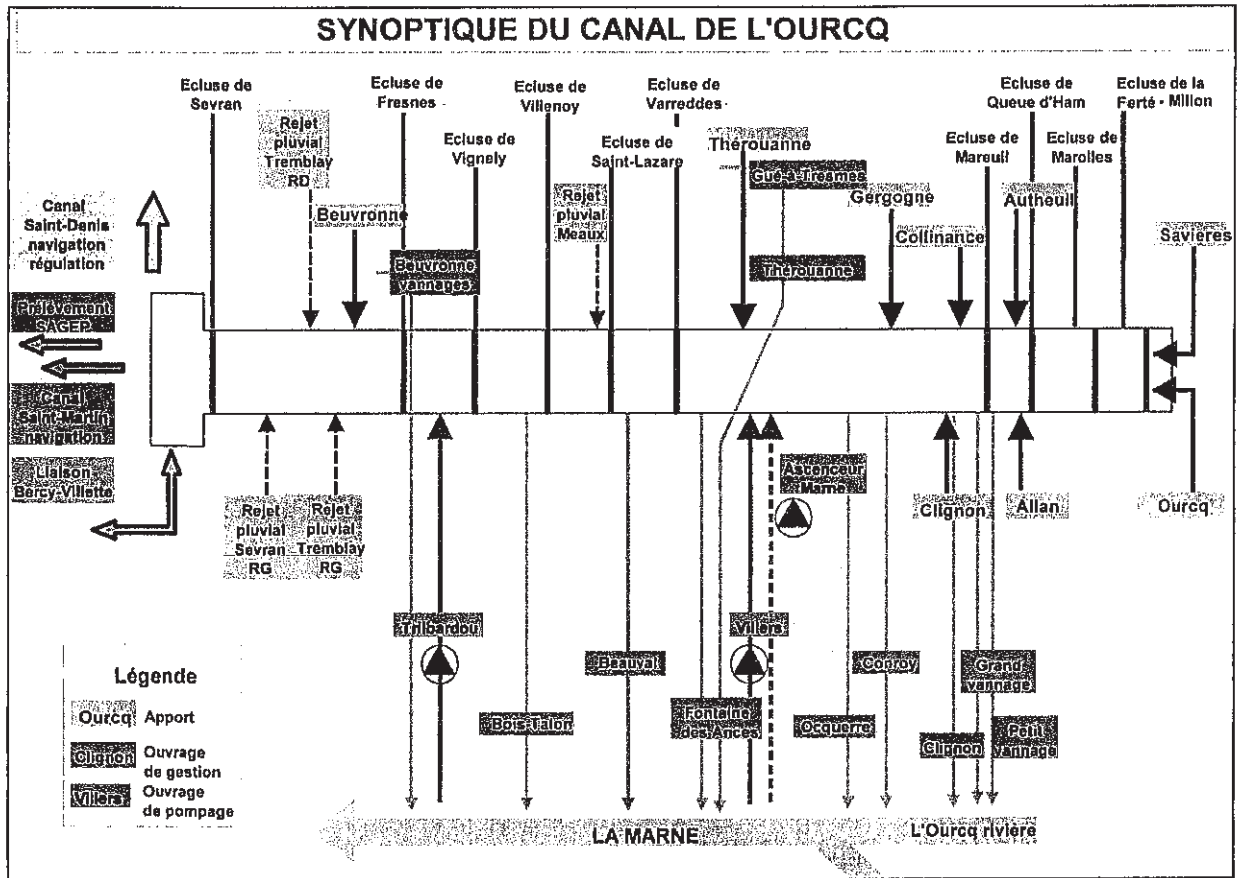 SYNOPTIQUE DU CANAL DE L'OURCQ
Ecluse de
Sevran
Ecluse de
Fresnes
Ecluse de
Villenoy
Ecluse de
Varreddes
Ecluse de
Queue d'Ham
Ecluse de la
Ferté - Milon
Rejet
pluvial
Tremblay
RD
Ecluse de
Vignely
Ecluse de
Saint-Lazare
Thérouanne
Ecluse de
Mareuil
Ecluse de
Marolles
Gué-à-Tresmes
Canal
Saint-Denis
navigation
régulation
Beuvronne
Rejet
pluvial
Meaux
Gergogne
Autheuil
Collinance
Savières
Beuvronne
vannages
Thérouanne
Prélèvement
SAGEP
Canal
Saint-Martin
navigation
Liaison
Bercy-Villette
Ascenceur
Marne
Rejet
pluvial
Sevran
RG
Rejet
pluvial
Tremblay
RG
Clignon
Allan
Ourcq
Trilbardou
Villers
Beauval
Conroy
Grand
vannage
Légende
Ourcq Apport
Clignon Ouvrage
de gestion
Villers Ouvrage
de pompage
Bois-Talon
Fontaine
des Ances
Ocquerre
Clignon
Petit
vannage
LA MARNE
L'Ourcq rivière